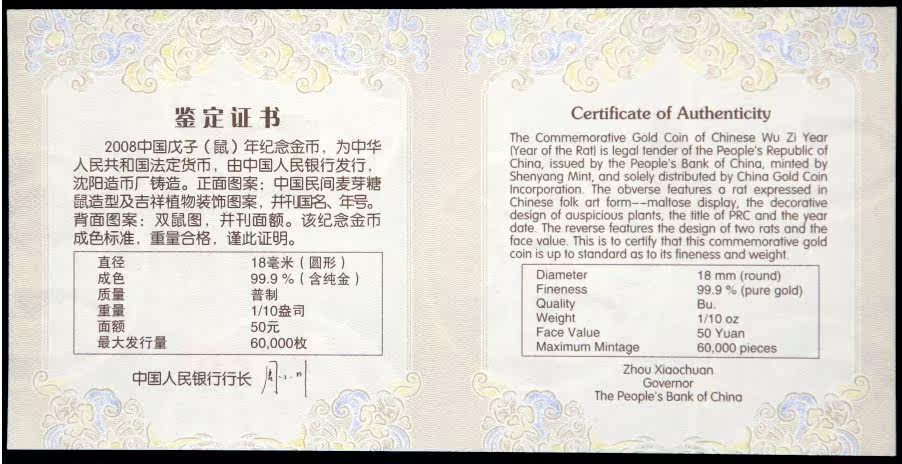 鉴定证书
2008中国戊子（鼠）年纪念金币，为中华
人民共和国法定货币，由中国人民银行发行，
沈阳造币厂铸造。正面图案：中国民间麦芽糖
鼠造型及吉祥植物装饰图案，并刊国名、年号。
背面图案：双鼠图，并刊面额。该纪念金币
成色标准，重量合格，谨此证明。
直径 18毫米（圆形）
成色 99.9 %（含纯金）
质量 普制
重量 1/10盎司
面额 50元
最大发行量 60,000枚
中国人民银行行长
Certificate of Authenticity
The Commemorative Gold Coin of Chinese Wu Zi Year
(Year of the Rat) is legal tender of the People's Republic of
China, issued by the People's Bank of China, minted by
Shenyang Mint, and solely distributed by China Gold Coin
Incorporation. The obverse features a rat expressed in
Chinese folk art form--maltose display, the decorative
design of auspicious plants, the title of PRC and the year
date. The reverse features the design of two rats and the
face value. This is to certify that this commemorative gold
coin is up to standard as to its fineness and weight.
Diameter 18 mm (round)
Fineness 99.9 % (pure gold)
Quality Bu.
Weight 1/10 oz
Face Value 50 Yuan
Maximum Mintage 60,000 pieces
Zhou Xiaochuan
Governor
The People's Bank of China